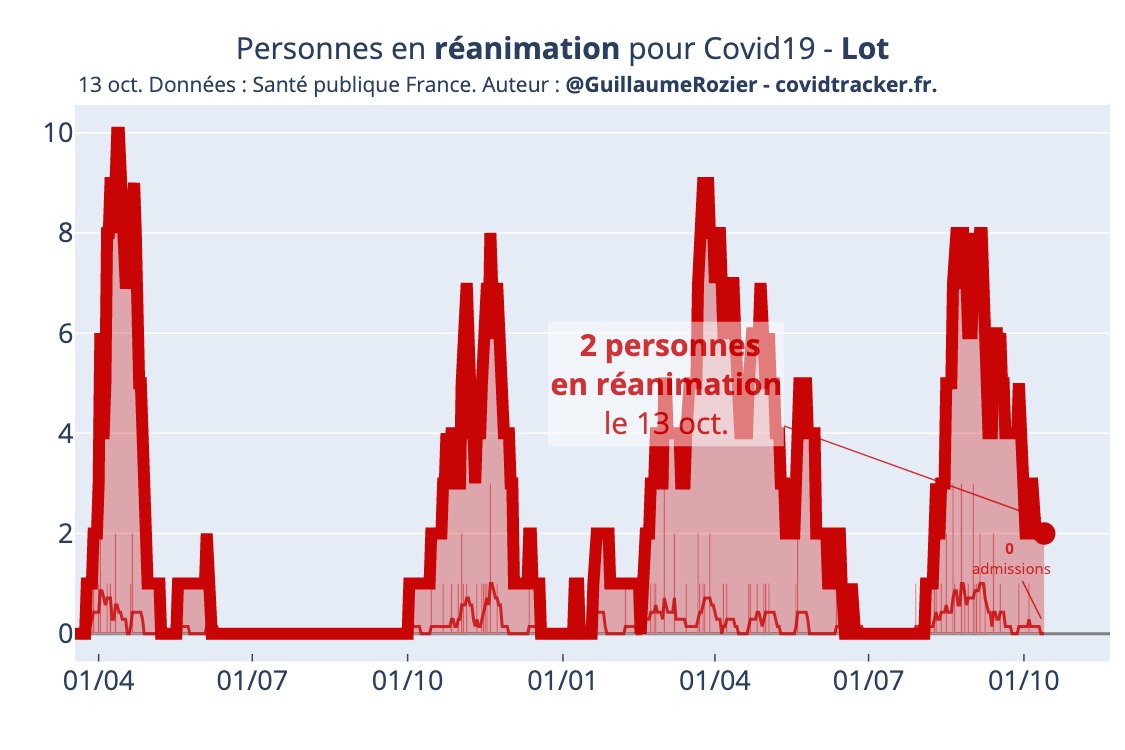 Personnes en réanimation pour Covid19 - Lot
13 oct. Données : Santé publique France. Auteur : @GuillaumeRozier - covidtracker.fr.
10
8
6
4
2
0
2 personnes
en réanimation
le 13 oct.
0
admissions
01/04
01/07
01/10
01/01
01/04
01/07
01/10